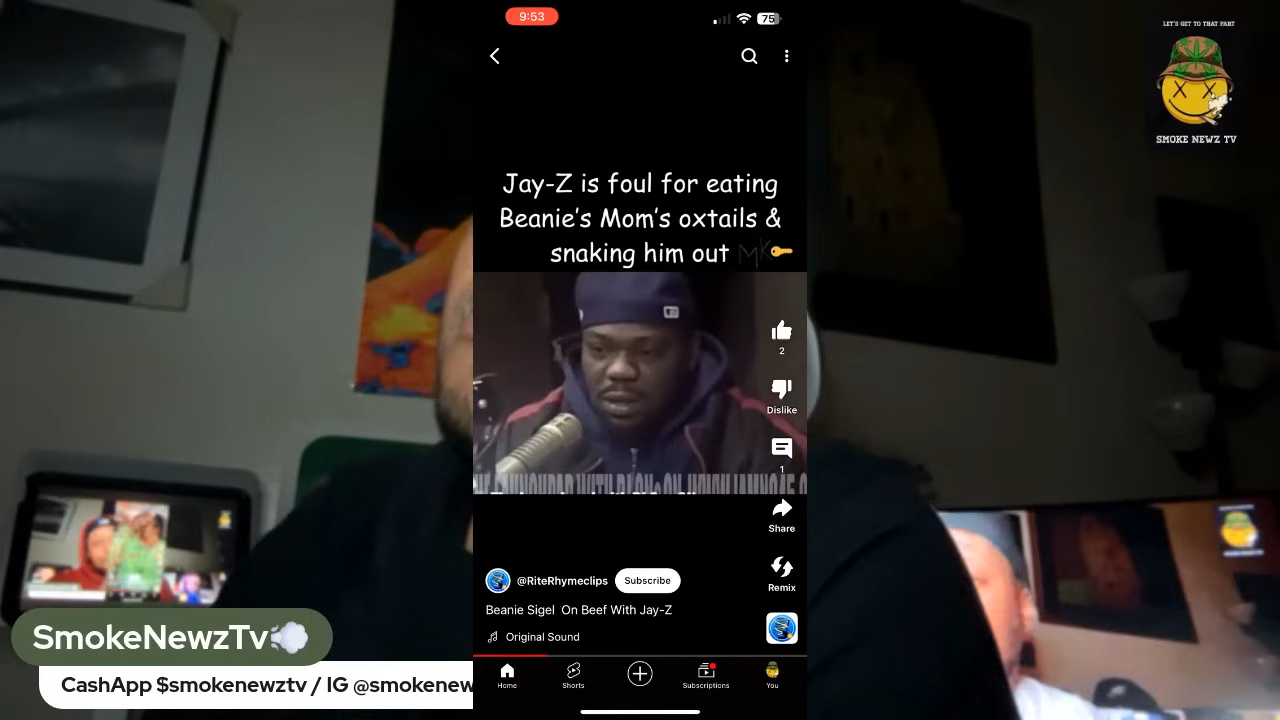 9:53
75
LET'S GET TO THAT PART
SMOKE NEWZ TV
Jay-Z is foul for eating
Beanie's Mom's oxtails &
snaking him out MK
2
Dislike
1
Share
Remix
@RiteRhymeclips
Subscribe
Beanie Sigel On Beef With Jay-Z
Original Sound
Home
Shorts
Subscriptions
You
SmokeNewzTv
CashApp $smokenewztv / IG @smokenew